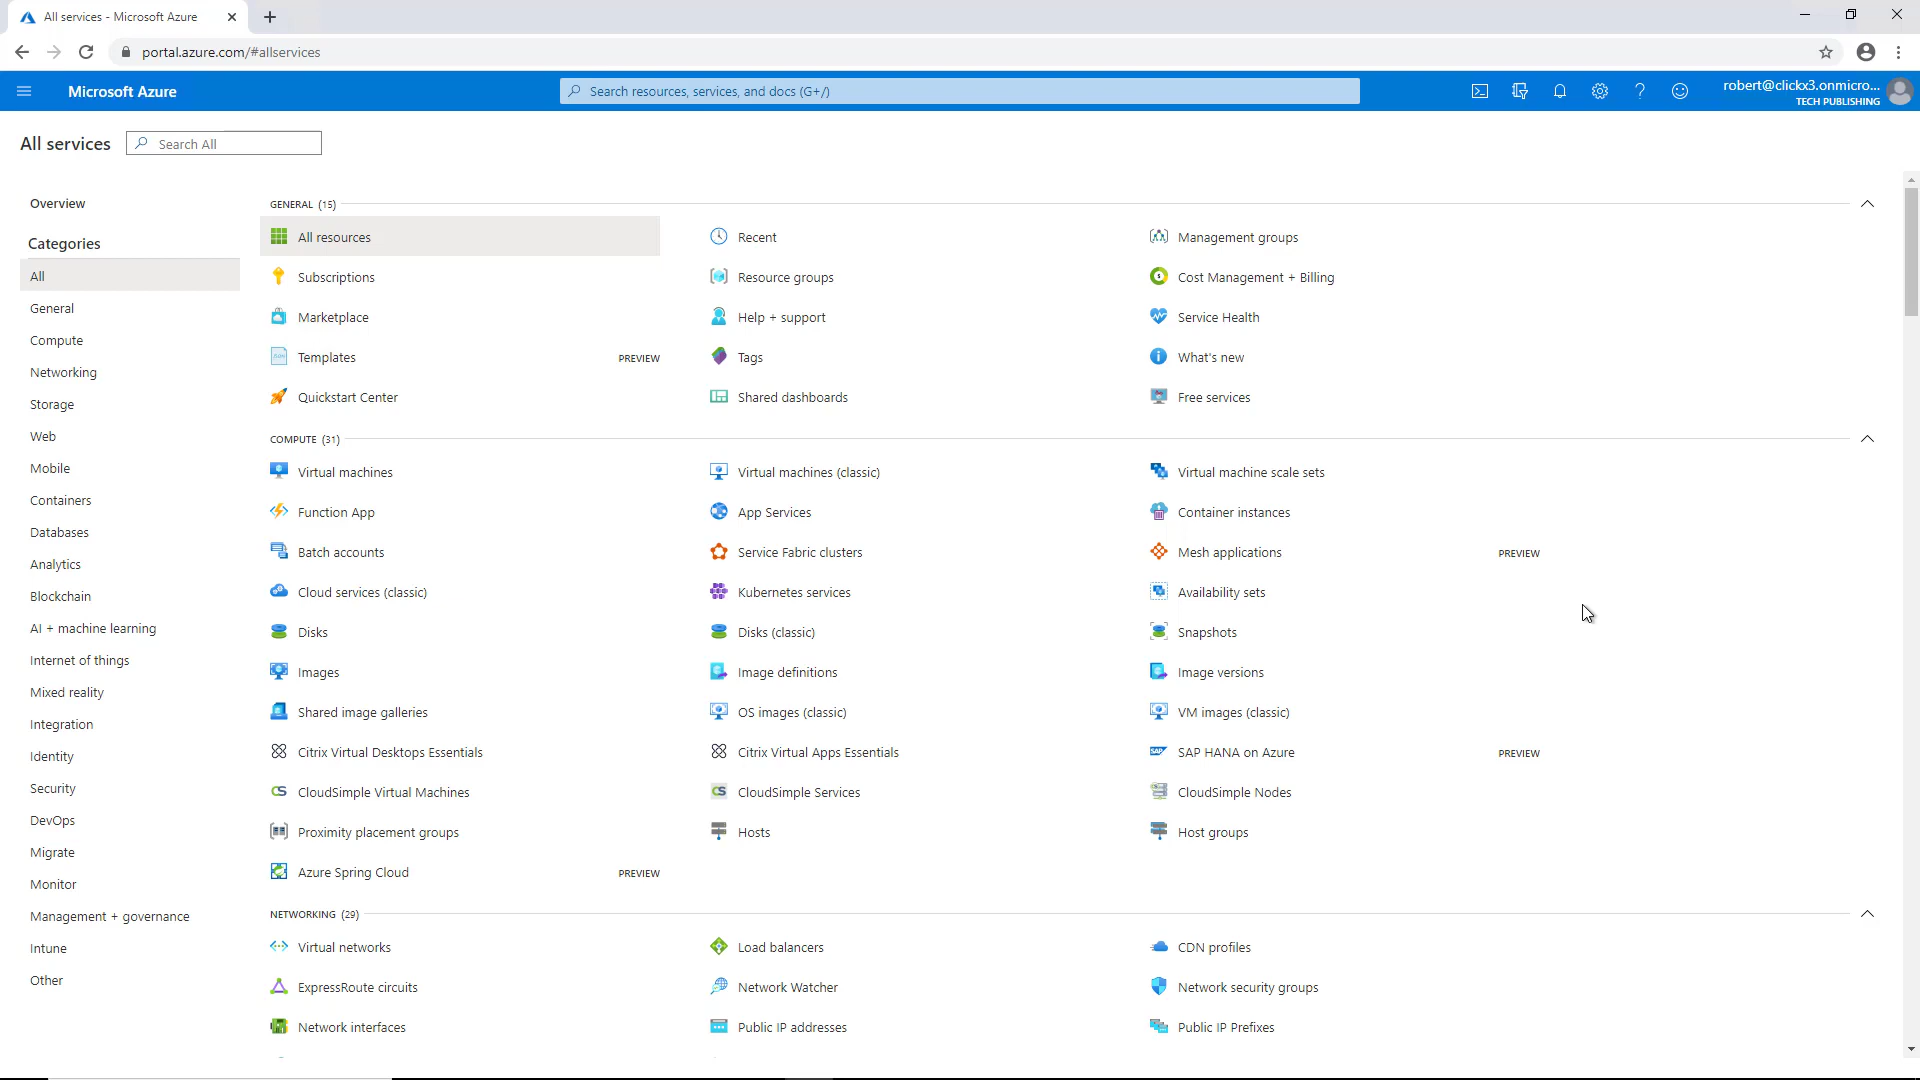 All services - Microsoft Azure
portal.azure.com/#allservices
Microsoft Azure
Search resources, services, and docs (G+/)
robert@clickx3.onmicro...
TECH PUBLISHING
All services
Search All
Overview
Categories
All
General
Compute
Networking
Storage
Web
Mobile
Containers
Databases
Analytics
Blockchain
AI + machine learning
Internet of things
Mixed reality
Integration
Identity
Security
DevOps
Migrate
Monitor
Management + governance
Intune
Other
GENERAL (15)
All resources
Recent
Management groups
Subscriptions
Resource groups
Cost Management + Billing
Marketplace
Help + support
Service Health
Templates PREVIEW
Tags
What's new
Quickstart Center
Shared dashboards
Free services
COMPUTE (31)
Virtual machines
Virtual machines (classic)
Virtual machine scale sets
Function App
App Services
Container instances
Batch accounts
Service Fabric clusters
Mesh applications PREVIEW
Cloud services (classic)
Kubernetes services
Availability sets
Disks
Disks (classic)
Snapshots
Images
Image definitions
Image versions
Shared image galleries
OS images (classic)
VM images (classic)
Citrix Virtual Desktops Essentials
Citrix Virtual Apps Essentials
SAP HANA on Azure PREVIEW
CloudSimple Virtual Machines
CloudSimple Services
CloudSimple Nodes
Proximity placement groups
Hosts
Host groups
Azure Spring Cloud PREVIEW
NETWORKING (29)
Virtual networks
Load balancers
CDN profiles
ExpressRoute circuits
Network Watcher
Network security groups
Network interfaces
Public IP addresses
Public IP Prefixes